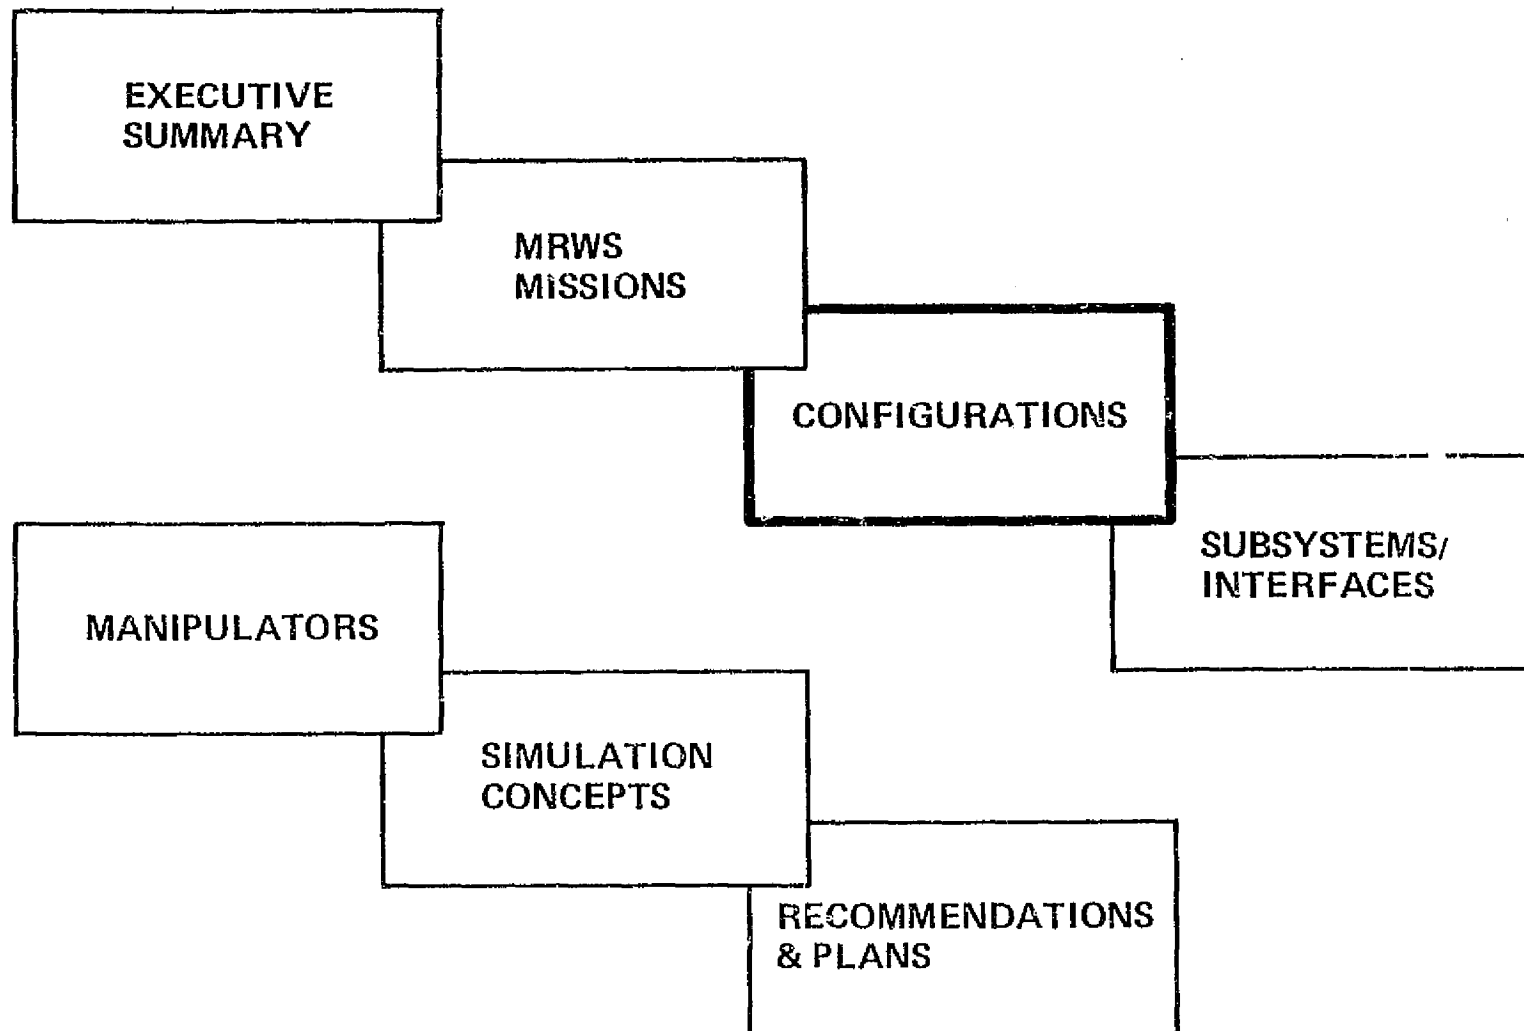 EXECUTIVE
SUMMARY
MRWS
MISSIONS
CONFIGURATIONS
SUBSYSTEMS/
INTERFACES
MANIPULATORS
SIMULATION
CONCEPTS
RECOMMENDATIONS
& PLANS